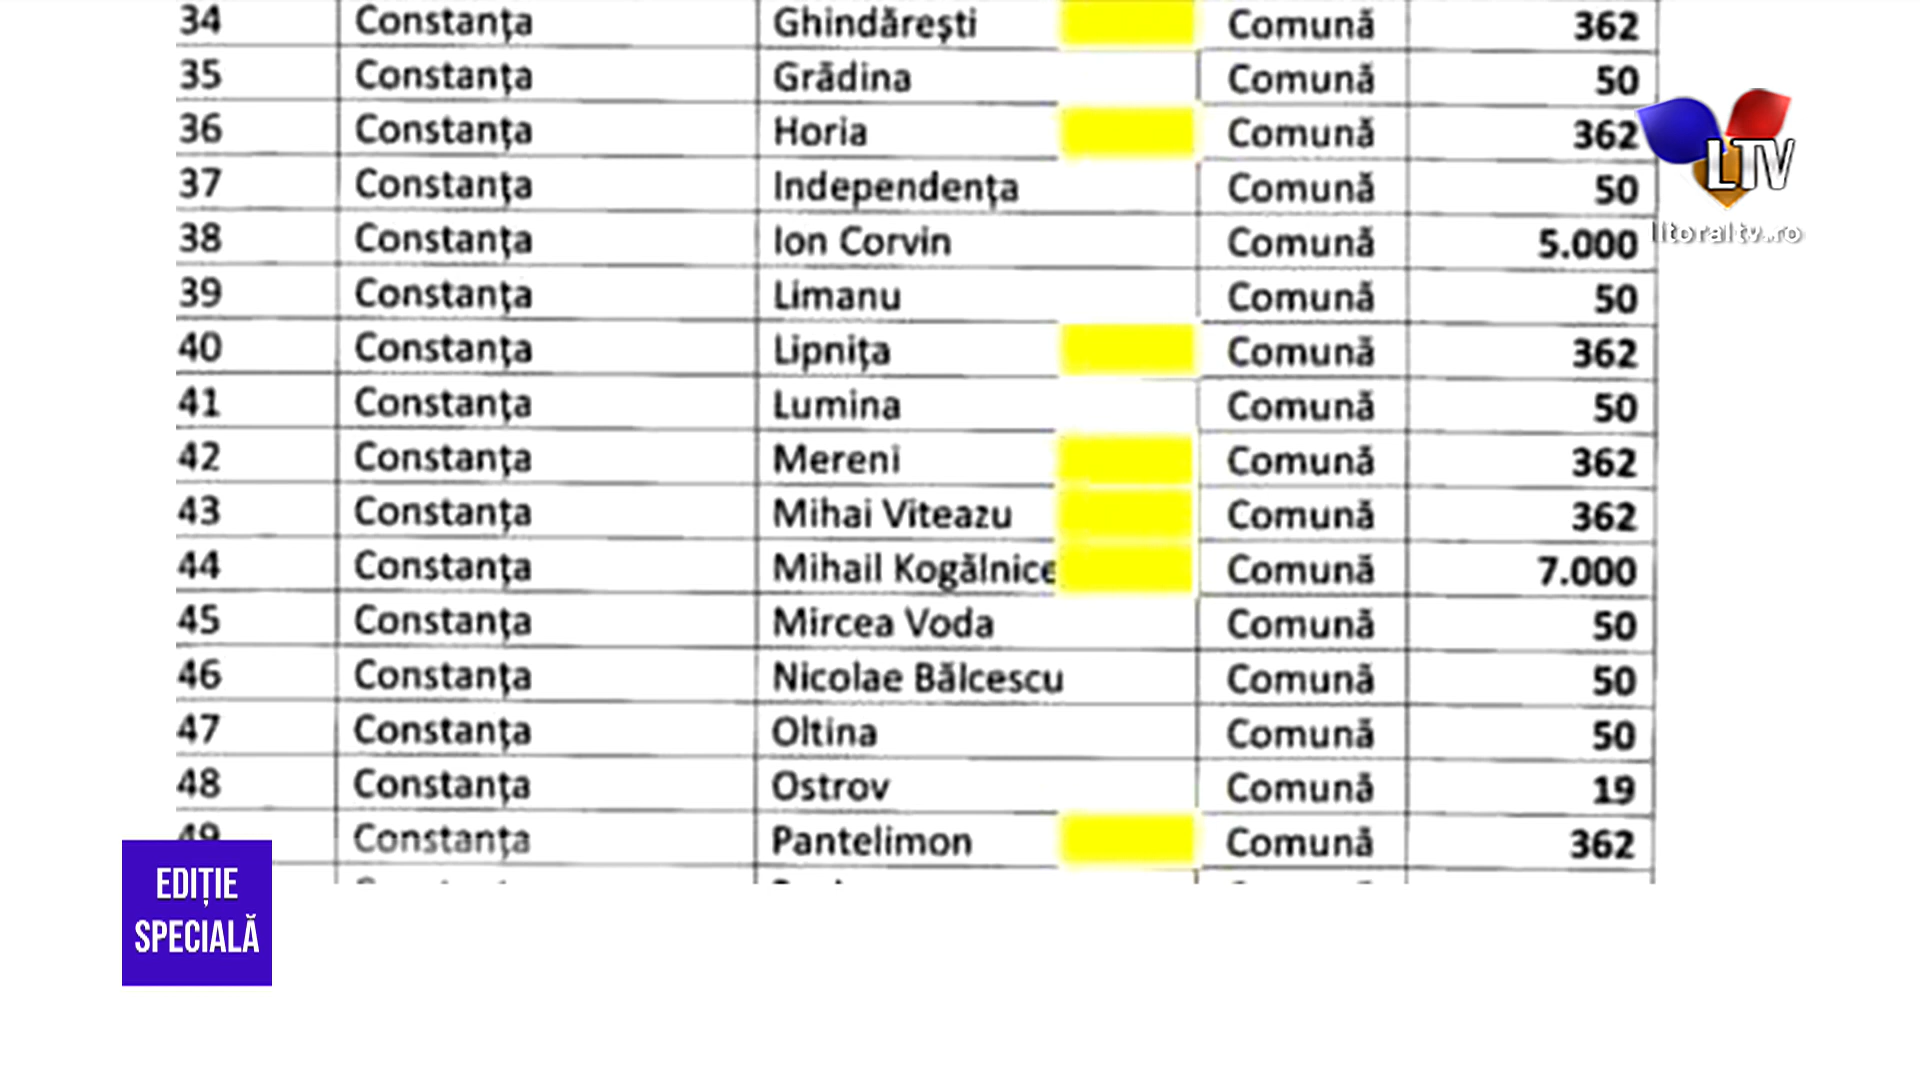 34 Constanța Ghindărești Comună 362
35 Constanța Grădina Comună 50
36 Constanța Horia Comună 362
37 Constanța Independența Comună 50
38 Constanța Ion Corvin Comună 5.000
39 Constanța Limanu Comună 50
40 Constanța Lipnița Comună 362
41 Constanța Lumina Comună 50
42 Constanța Mereni Comună 362
43 Constanța Mihai Viteazu Comună 362
44 Constanța Mihail Kogălnice Comună 7.000
45 Constanța Mircea Voda Comună 50
46 Constanța Nicolae Bălcescu Comună 50
47 Constanța Oltina Comună 50
48 Constanța Ostrov Comună 19
49 Constanța Pantelimon Comună 362
LTV
litoraltv.ro
EDIȚIE
SPECIALĂ